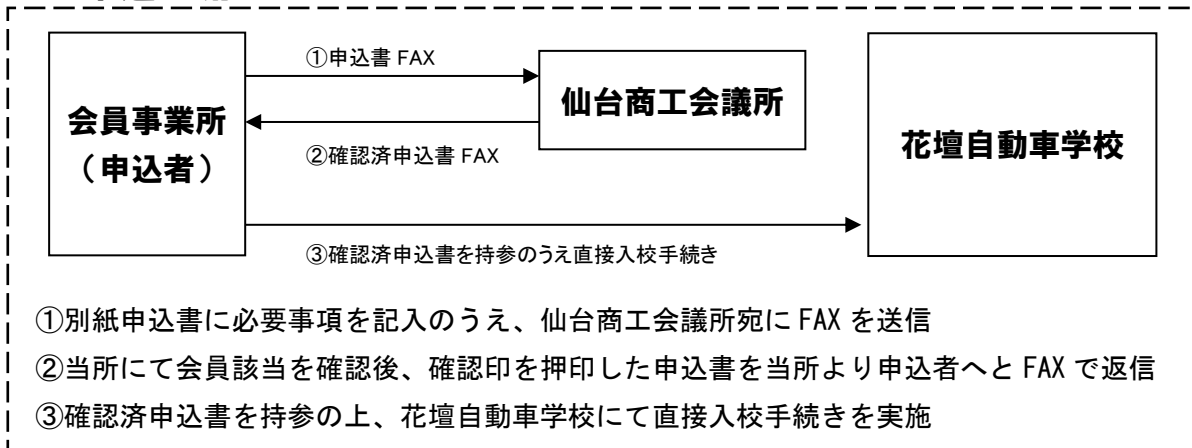 ①申込書 FAX
会員事業所
（申込者）
仙台商工会議所
花壇自動車学校
②確認済申込書 FAX
③確認済申込書を持参のうえ直接入校手続き
①別紙申込書に必要事項を記入のうえ、仙台商工会議所宛に FAX を送信
②当所にて会員該当を確認後、確認印を押印した申込書を当所より申込者へと FAX で返信
③確認済申込書を持参の上、花壇自動車学校にて直接入校手続きを実施